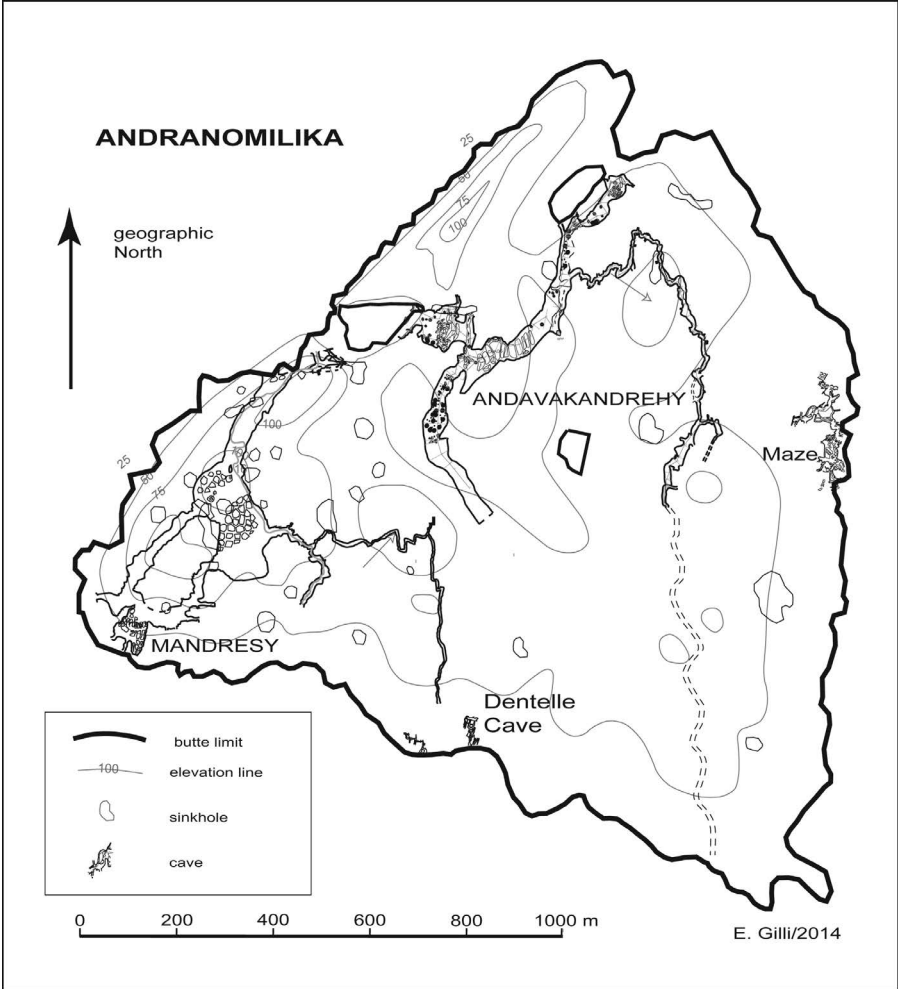 ANDRANOMILIKA
geographic
North
25
50
75
100
100
25
50
75
ANDAVAKANDREHY
Maze
MANDRESY
Dentelle
Cave
butte limit
100
elevation line
sinkhole
cave
0 200 400 600 800 1000 m
E. Gilli/2014